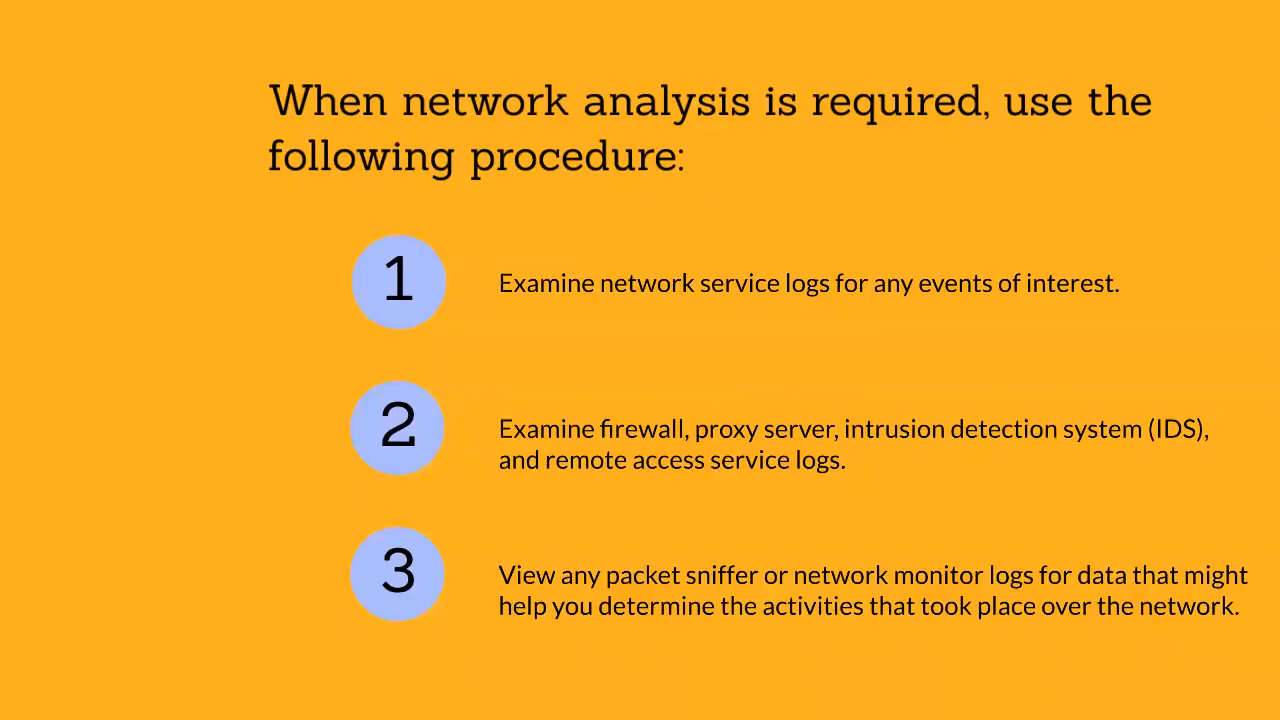 When network analysis is required, use the
following procedure:
1
Examine network service logs for any events of interest.
2
Examine firewall, proxy server, intrusion detection system (IDS),
and remote access service logs.
3
View any packet sniffer or network monitor logs for data that might
help you determine the activities that took place over the network.